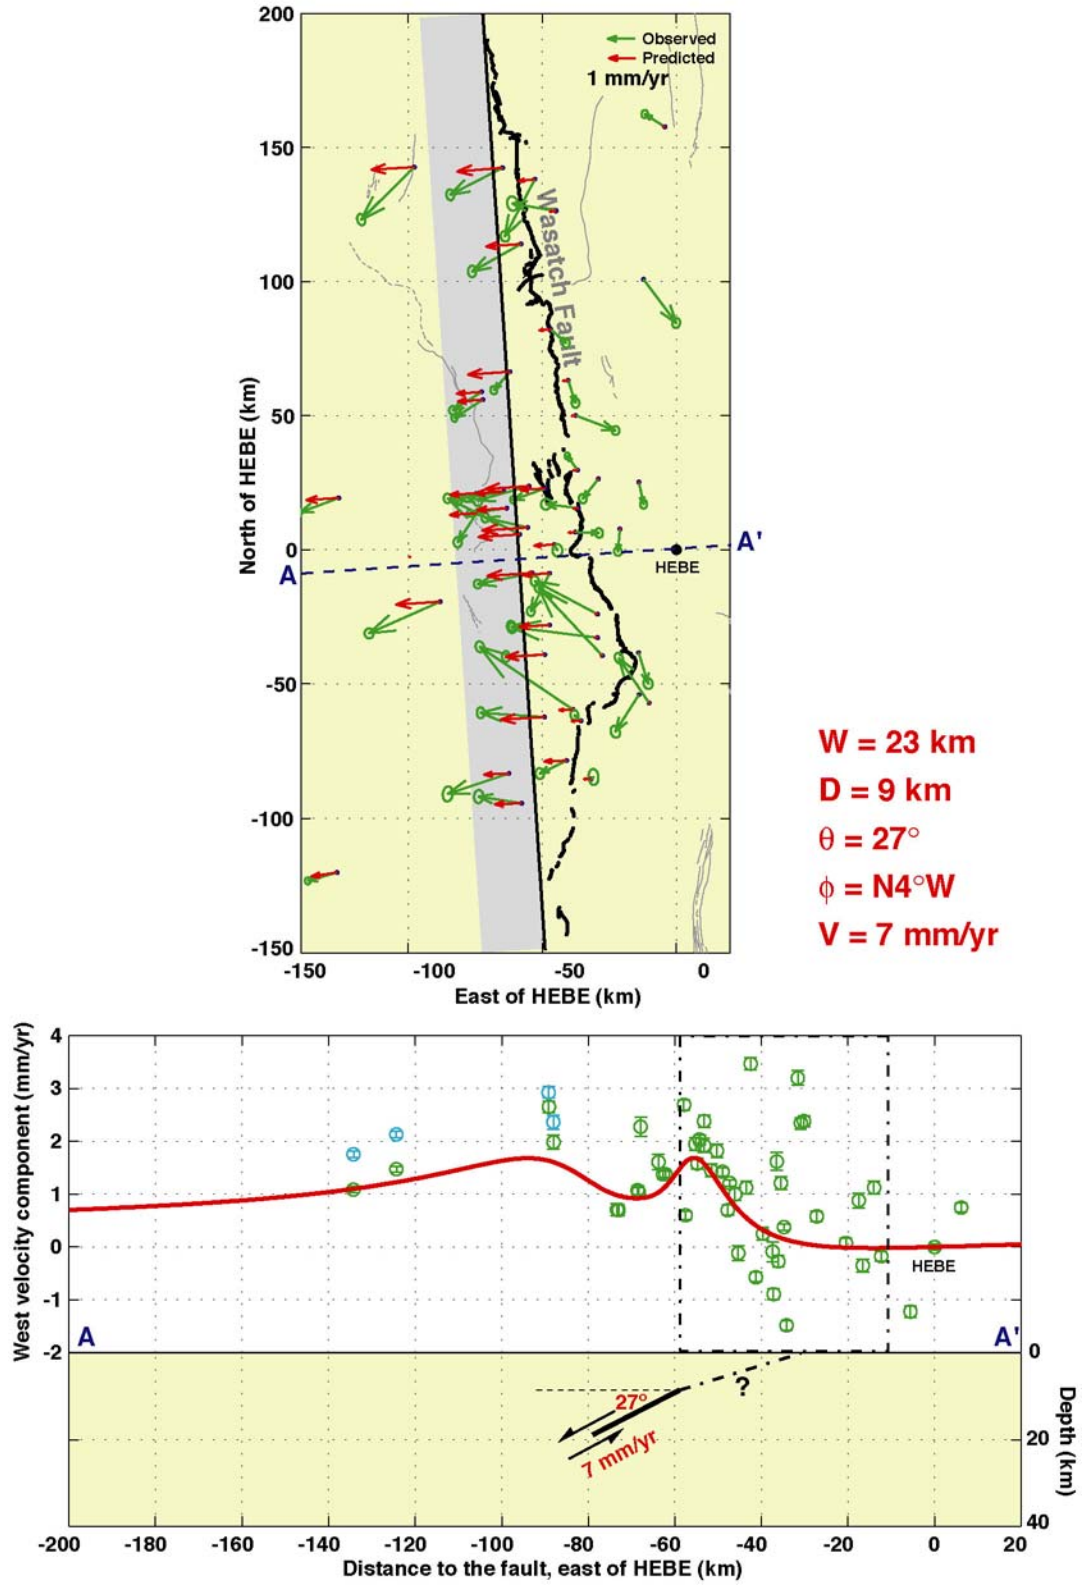 200
150
100
50
0
-50
-100
-150
North of HEBE (km)
Observed
Predicted
1 mm/yr
Wasatch Fault
A
A'
HEBE
-150
-100
-50
0
East of HEBE (km)
W = 23 km
D = 9 km
θ = 27°
ϕ = N4°W
V = 7 mm/yr
4
3
2
1
0
-1
-2
West velocity component (mm/yr)
HEBE
A
A'
0
20
40
Depth (km)
27°
7 mm/yr
?
-200
-180
-160
-140
-120
-100
-80
-60
-40
-20
0
20
Distance to the fault, east of HEBE (km)